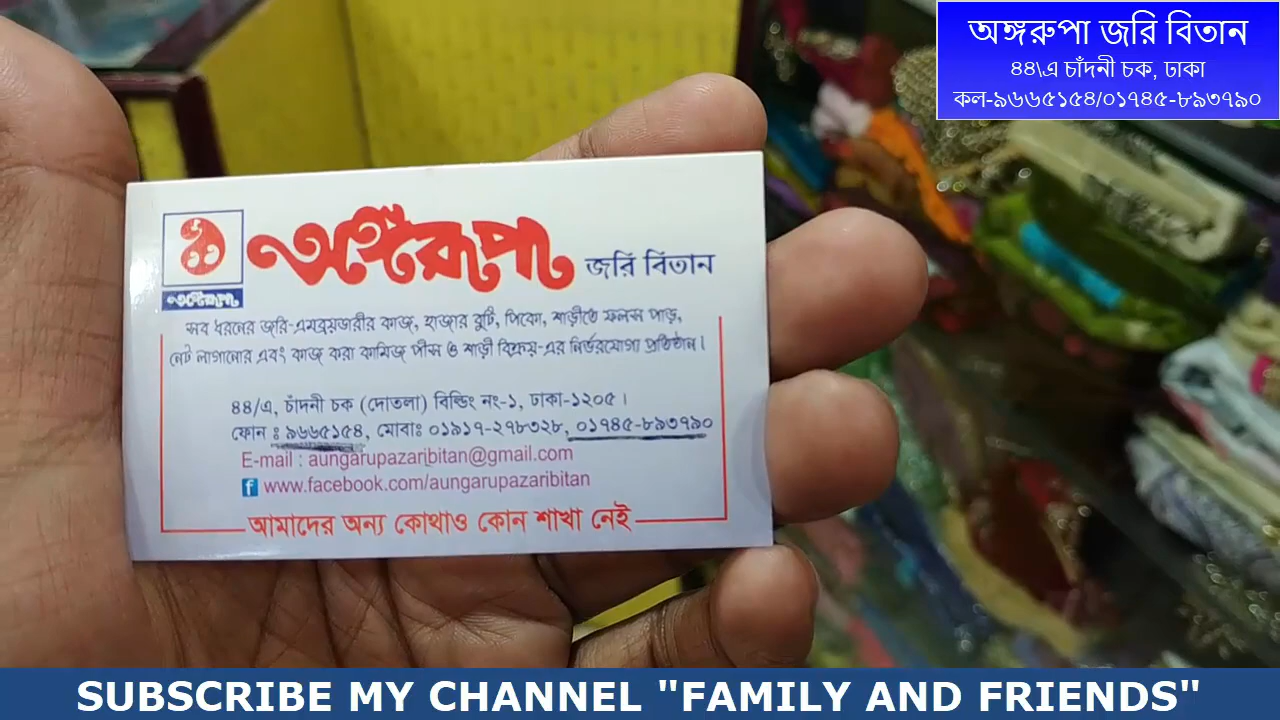 অঙ্গরুপা জরি বিতান
৪৪\এ চাঁদনী চক, ঢাকা
কল-৯৬৬৫১৫৪/০১৭৪৫-৮৯৩৭৯০
অঙ্গরূপা জরি বিতান
অঙ্গরূপা
সব ধরনের জরি-এমব্রয়ডারীর কাজ, হাজার বুটি, পিকো, শাড়ীতে ফলস পাড়,
নেট লাগানোর এবং কাজ করা কামিজ পীস ও শাড়ী বিক্রয়-এর নির্ভরযোগ্য প্রতিষ্ঠান।
৪৪/এ, চাঁদনী চক (দোতলা) বিল্ডিং নং-১, ঢাকা-১২০৫।
ফোন : ৯৬৬৫১৫৪, মোবাঃ ০১৯১৭-২৭৮৩২৮, ০১৭৪৫-৮৯৩৭৯০
E-mail : aungarupazaribitan@gmail.com
f www.facebook.com/aungarupazaribitan
আমাদের অন্য কোথাও কোন শাখা নেই
SUBSCRIBE MY CHANNEL "FAMILY AND FRIENDS"